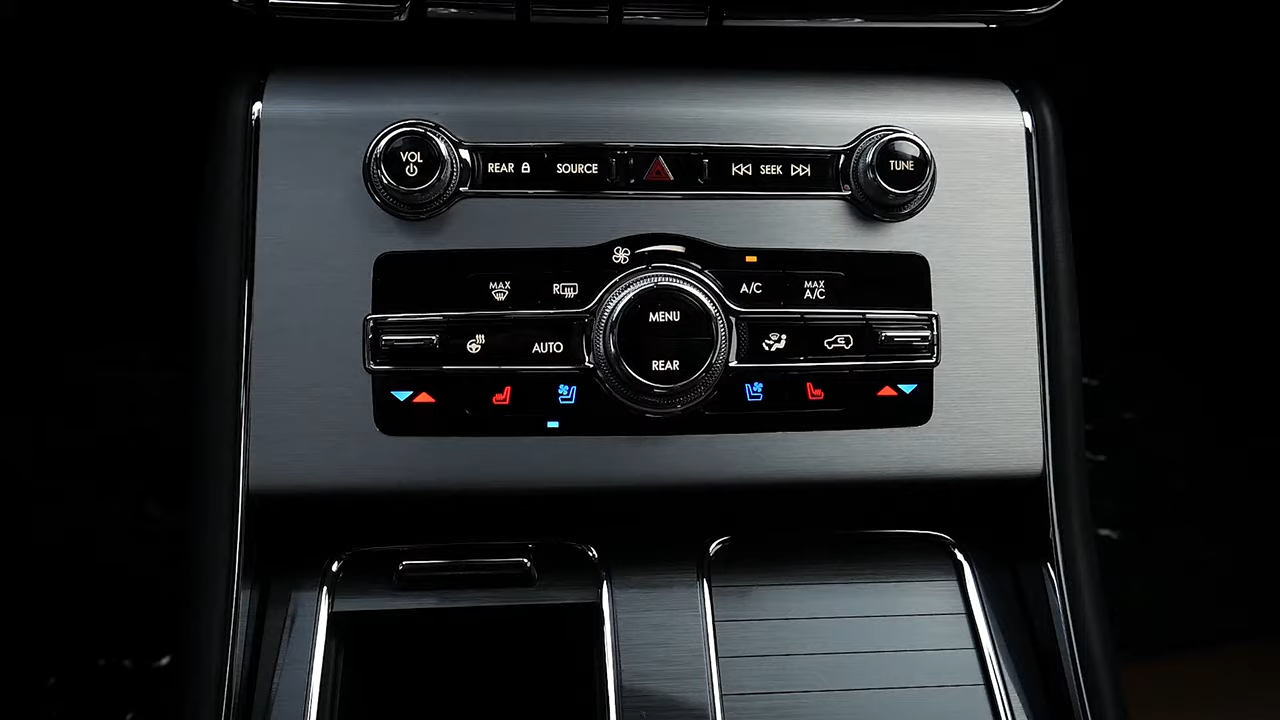 VOL
REAR
SOURCE
SEEK
TUNE
MAX
R
A/C
MAX
A/C
MENU
AUTO
REAR